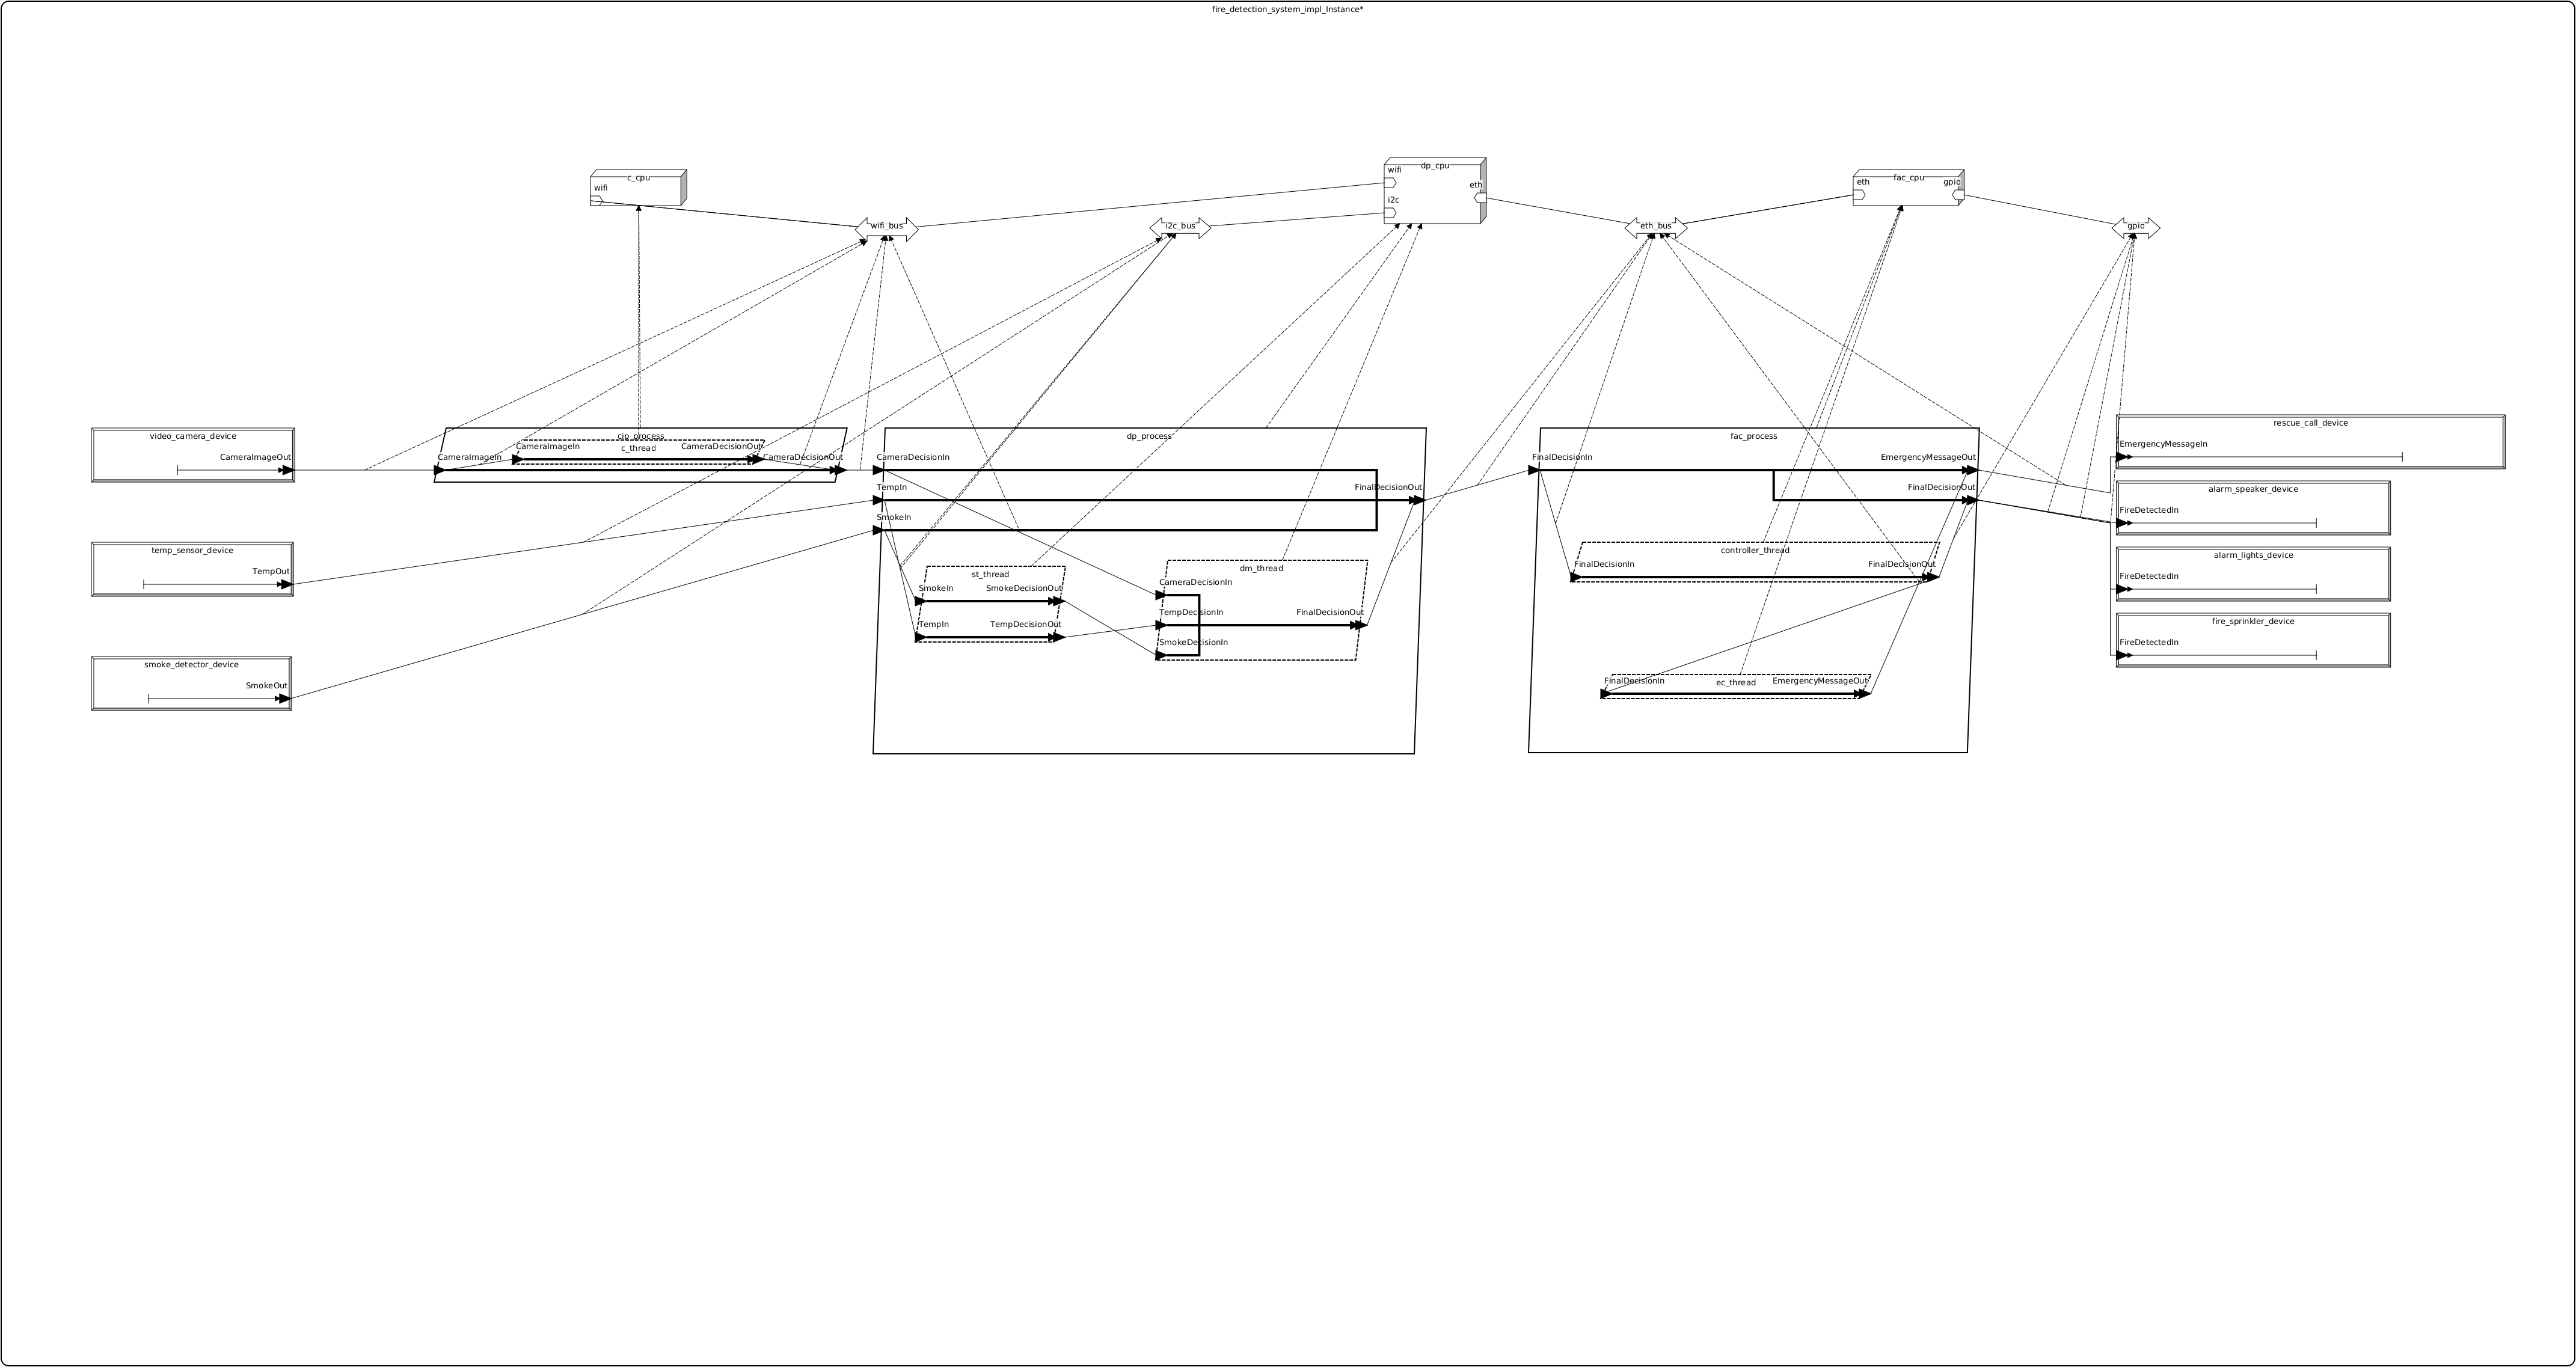 fire_detection_system_impl_Instance*
c_cpu
wifi
dp_cpu
wifi
eth
i2c
fac_cpu
eth
gpio
wifi_bus
i2c_bus
eth_bus
gpio
video_camera_device
CameraImageOut
temp_sensor_device
TempOut
smoke_detector_device
SmokeOut
cip_process
CameraImageIn
CameraDecisionOut
c_thread
CameraImageIn
CameraDecisionOut
dp_process
CameraDecisionIn
TempIn
FinalDecisionOut
SmokeIn
st_thread
SmokeIn
SmokeDecisionOut
TempIn
TempDecisionOut
dm_thread
CameraDecisionIn
TempDecisionIn
FinalDecisionOut
SmokeDecisionIn
fac_process
FinalDecisionIn
EmergencyMessageOut
FinalDecisionOut
controller_thread
FinalDecisionIn
FinalDecisionOut
ec_thread
FinalDecisionIn
EmergencyMessageOut
rescue_call_device
EmergencyMessageIn
alarm_speaker_device
FireDetectedIn
alarm_lights_device
FireDetectedIn
fire_sprinkler_device
FireDetectedIn